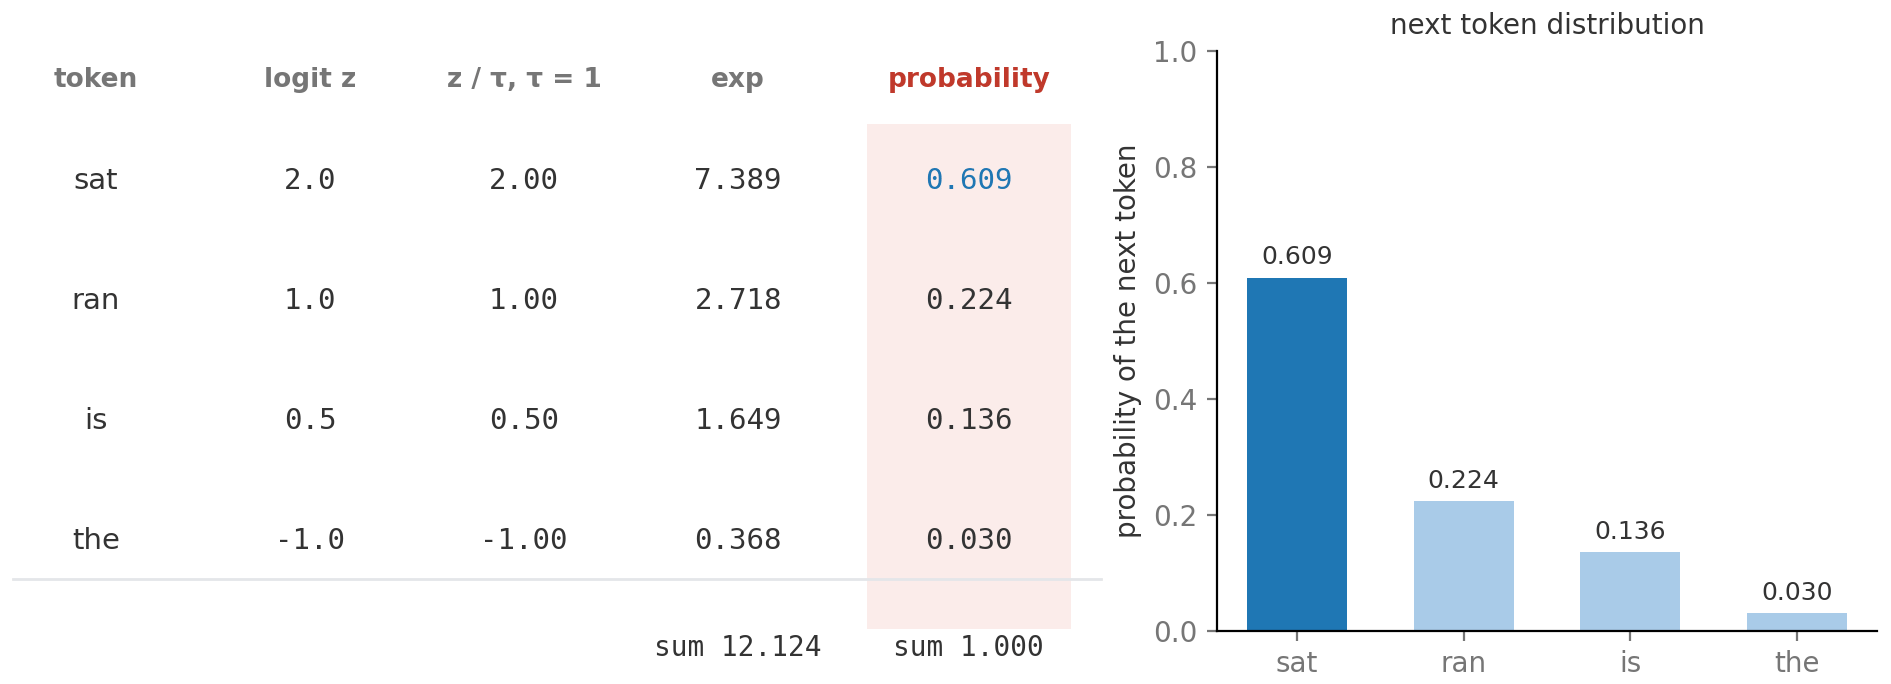 token logit z z / τ, τ = 1 exp probability
sat 2.0 2.00 7.389 0.609
ran 1.0 1.00 2.718 0.224
is 0.5 0.50 1.649 0.136
the -1.0 -1.00 0.368 0.030
sum 12.124 sum 1.000
next token distribution
probability of the next token
1.0
0.8
0.6
0.4
0.2
0.0
0.609
0.224
0.136
0.030
sat ran is the